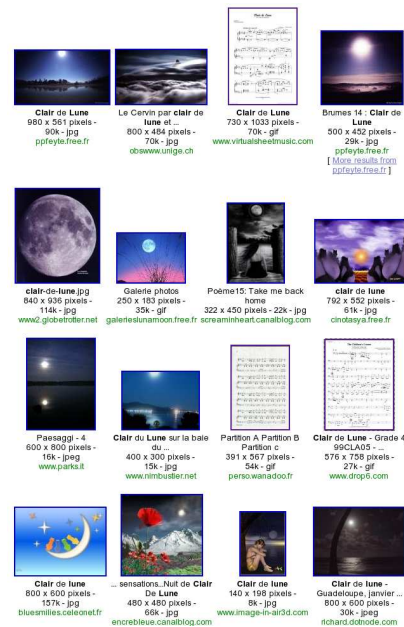 Clair de Lune
980 x 561 pixels -
90k - jpg
ppfeyte.free.fr
Le Cervin par clair de
lune et ...
800 x 484 pixels -
70k - jpg
obswww.unige.ch
Clair de Lune
730 x 1033 pixels -
70k - gif
www.virtualsheetmusic.com
Brumes 14 : Clair de
Lune
500 x 452 pixels -
29k - jpg
ppfeyte.free.fr
[ More results from
ppfeyte.free.fr ]
clair-de-lune.jpg
840 x 936 pixels -
114k - jpg
www2.globetrotter.net
Galerie photos
250 x 183 pixels -
35k - gif
galerieslunamoon.free.fr
Poème15: Take me back
home
322 x 450 pixels - 22k - jpg
screaminheart.canalblog.com
clair de lune
792 x 552 pixels -
61k - jpg
cinotasya.free.fr
Paesaggi - 4
600 x 800 pixels -
16k - jpeg
www.parks.it
Clair du Lune sur la baie
du ...
400 x 300 pixels -
15k - jpg
www.nimbustier.net
Partition A Partition B
Partition c
391 x 567 pixels -
54k - gif
perso.wanadoo.fr
Clair de Lune - Grade 4
99CLA05 - ...
576 x 758 pixels -
27k - gif
www.drop6.com
Clair de lune
800 x 600 pixels -
157k - jpg
bluesmilies.celeonet.fr
... sensations..Nuit de Clair
De Lune
480 x 480 pixels -
66k - jpg
encrebleue.canalblog.com
Clair de lune
140 x 198 pixels -
8k - jpg
www.image-in-air3d.com
Clair de lune -
Guadeloupe, janvier ...
800 x 600 pixels -
30k - jpeg
richard.dotnode.com